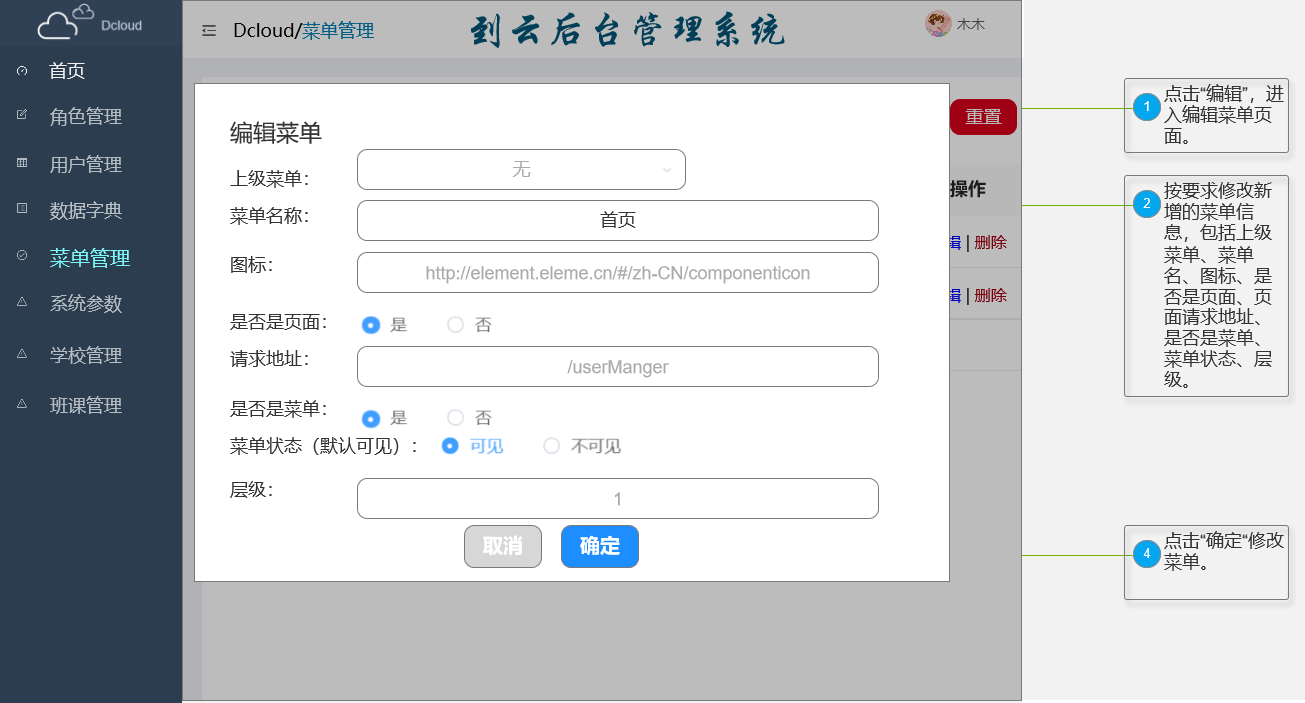 Dcloud
首页
角色管理
用户管理
数据字典
菜单管理
系统参数
学校管理
班课管理
Dcloud/菜单管理
到云后台管理系统
木木
重置
操作
辑 | 删除
辑 | 删除
编辑菜单
上级菜单：
无
菜单名称：
首页
图标：
http://element.eleme.cn/#/zh-CN/componenticon
是否是页面：
是 否
请求地址：
/userManger
是否是菜单：
是 否
菜单状态（默认可见）：
可见 不可见
层级：
1
取消 确定
1
点击“编辑”，进
入编辑菜单页
面。
2
按要求修改新
增的菜单信
息，包括上级
菜单、菜单
名、图标、是
否是页面、页
面请求地址、
是否是菜单、
菜单状态、层
级。
4
点击“确定“修改
菜单。